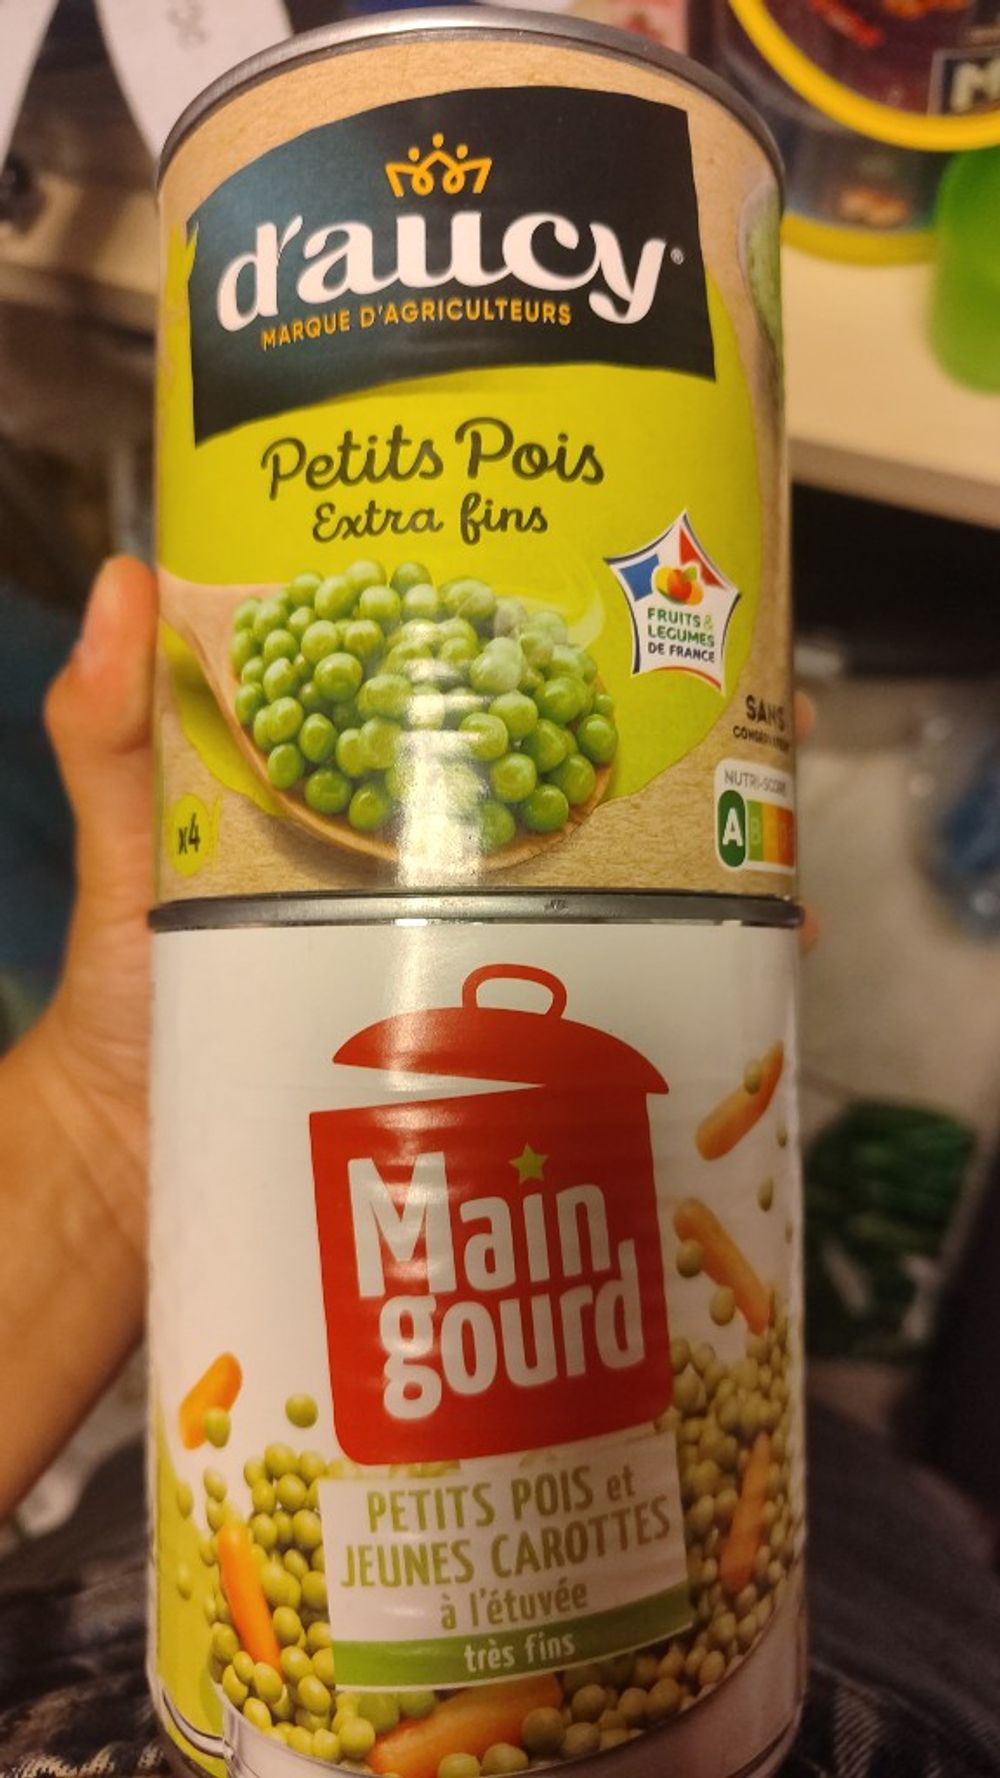 d'aucy®
MARQUE D'AGRICULTEURS
Petits Pois
Extra fins
FRUITS &
LEGUMES
DE FRANCE
SANS
NUTRI-SCORE
A B
x4
Main
gourd
PETITS POIS et
JEUNES CAROTTES
à l'étuvée
très fins